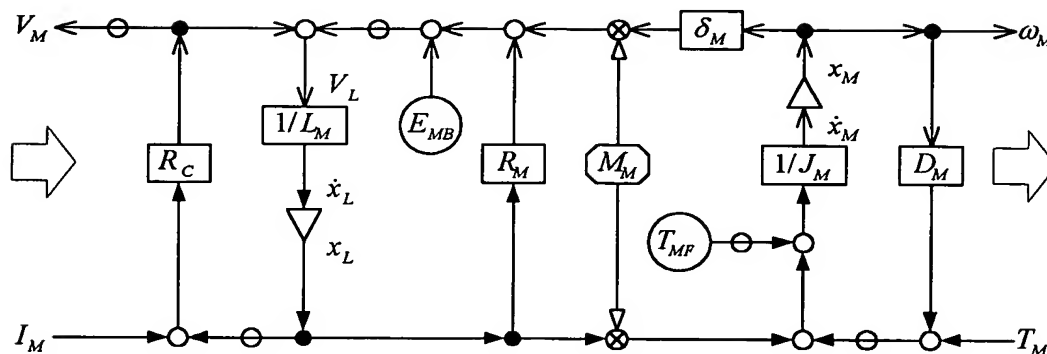 V_M δ_M ω_M
x_M
V_L
1/L_M E_MB ẋ_M
R_C R_M M_M 1/J_M D_M
ẋ_L
x_L T_MF
I_M T_M